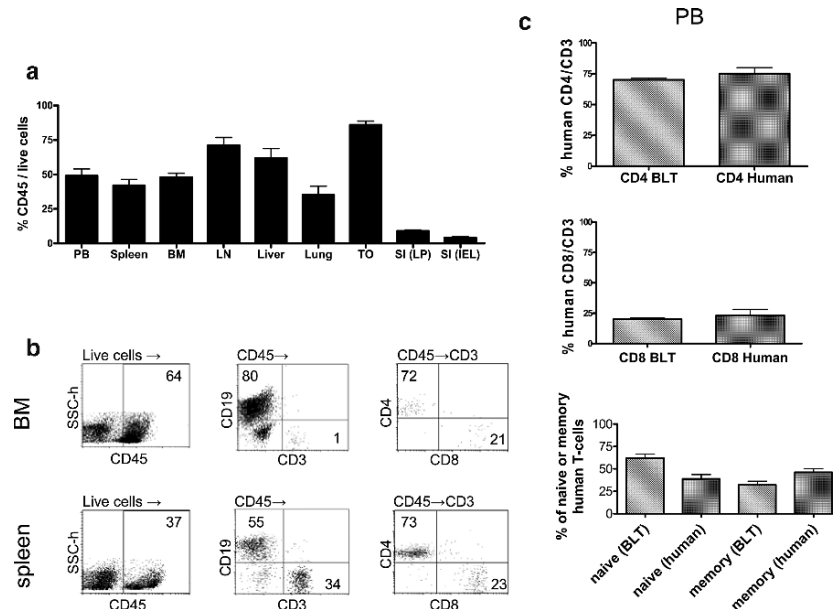 a
% CD45 / live cells
100
75
50
25
0
PB Spleen BM LN Liver Lung TO SI (LP) SI (IEL)
b
BM
Live cells →
64
SSC-h
CD45
CD45→
80
1
CD19
CD3
CD45→CD3
72
21
CD4
CD8
spleen
Live cells →
37
SSC-h
CD45
CD45→
55
34
CD19
CD3
CD45→CD3
73
23
CD4
CD8
c
PB
% human CD4/CD3
100
75
50
25
0
CD4 BLT CD4 Human
% human CD8/CD3
100
75
50
25
0
CD8 BLT CD8 Human
% of naive or memory
human T-cells
100
75
50
25
0
naive (BLT)
naive (human)
memory (BLT)
memory (human)